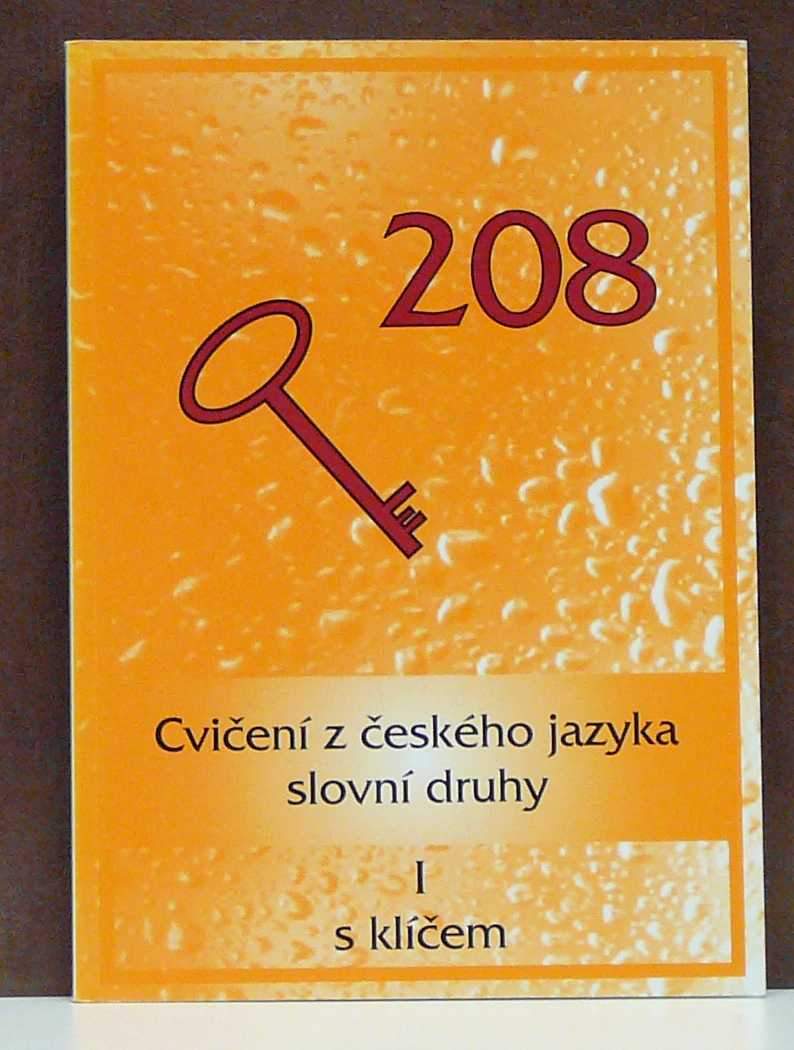 208
Cvičení z českého jazyka
slovní druhy
I
s klíčem